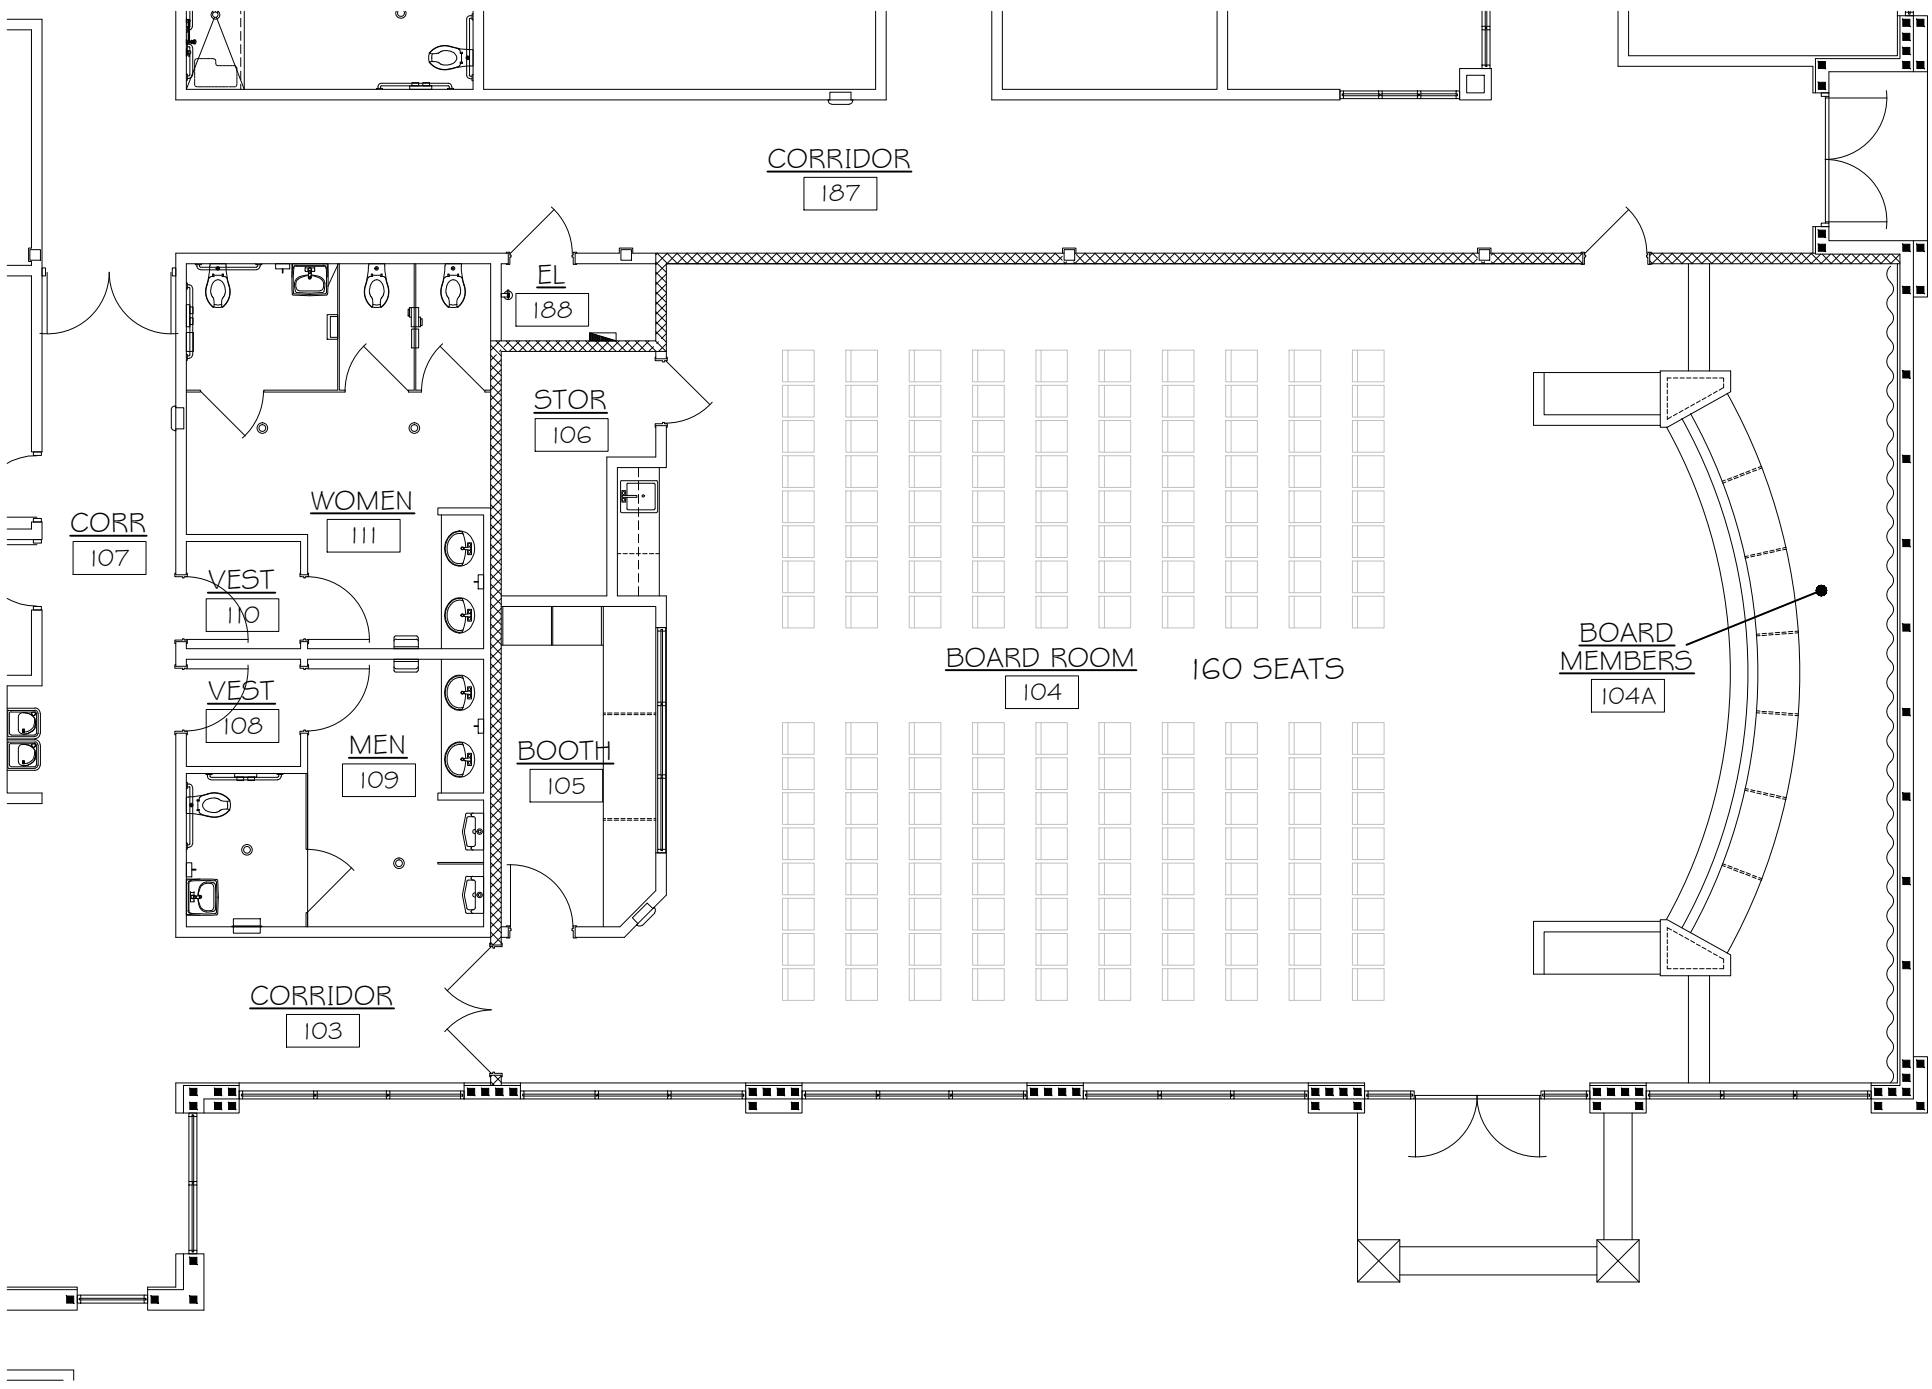 CORRIDOR
187
EL
188
STOR
106
WOMEN
111
CORR
107
VEST
110
BOARD
MEMBERS
104A
BOARD ROOM
104
160 SEATS
VEST
108
MEN
109
BOOTH
105
CORRIDOR
103